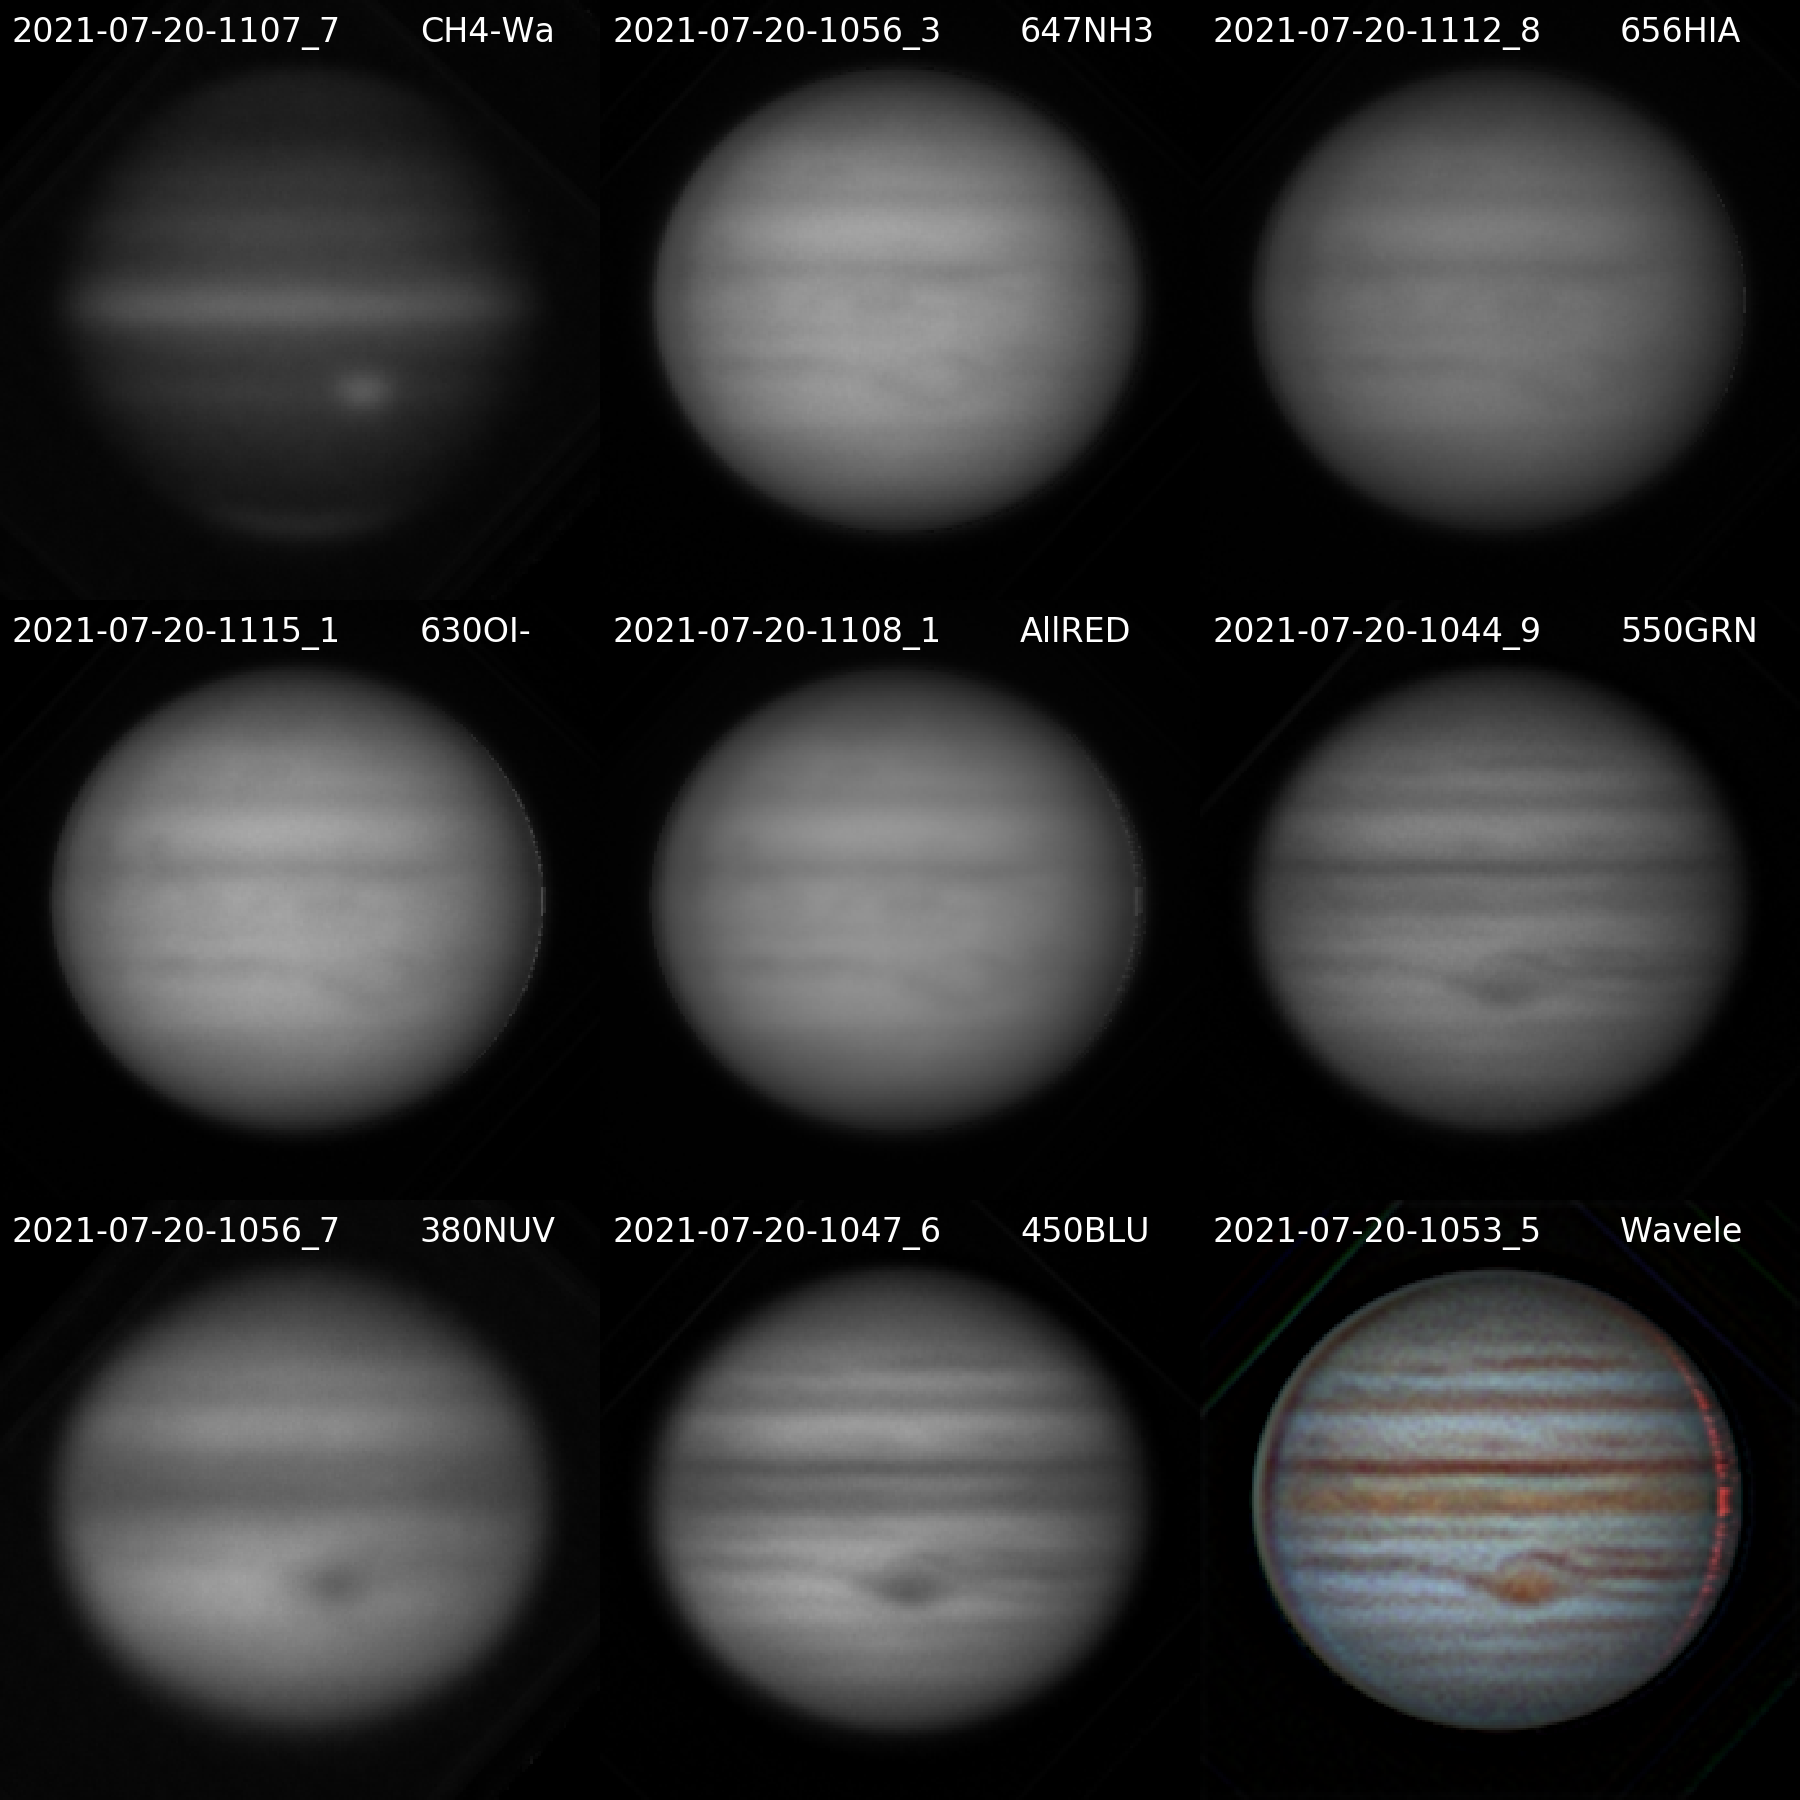 2021-07-20-1107_7 CH4-Wa
2021-07-20-1056_3 647NH3
2021-07-20-1112_8 656HIA
2021-07-20-1115_1 630OI-
2021-07-20-1108_1 AllRED
2021-07-20-1044_9 550GRN
2021-07-20-1056_7 380NUV
2021-07-20-1047_6 450BLU
2021-07-20-1053_5 Wavele